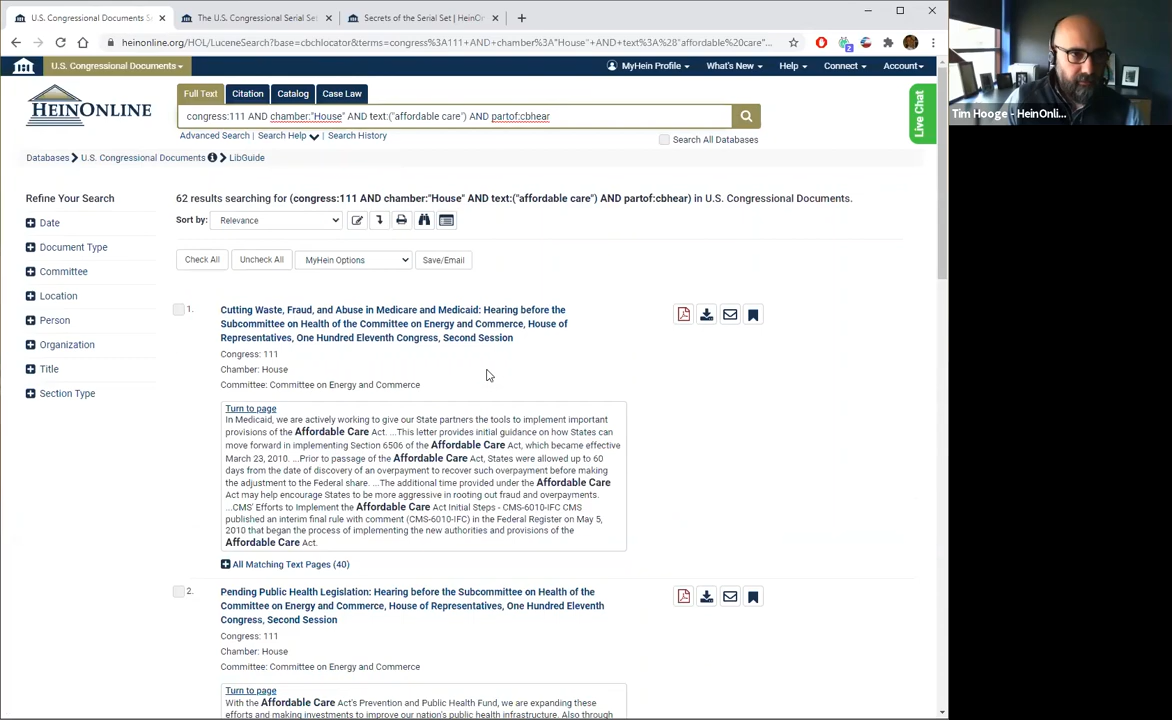 U.S. Congressional Documents Se
The U.S. Congressional Serial Set
Secrets of the Serial Set | HeinOn
heinonline.org/HOL/LuceneSearch?base=cbchlocator&terms=congress%3A111+AND+chamber%3A"House"+AND+text%3A%28"affordable%20care"...
U.S. Congressional Documents
MyHein Profile
What's New
Help
Connect
Account
HEINONLINE
Full Text
Citation
Catalog
Case Law
congress:111 AND chamber:"House" AND text:("affordable care") AND partof:cbhear
Advanced Search | Search Help | Search History
Search All Databases
Live Chat
Tim Hooge - HeinOnli...
Databases > U.S. Congressional Documents > LibGuide
Refine Your Search
Date
Document Type
Committee
Location
Person
Organization
Title
Section Type
62 results searching for (congress:111 AND chamber:"House" AND text:("affordable care") AND partof:cbhear) in U.S. Congressional Documents.
Sort by: Relevance
Check All
Uncheck All
MyHein Options
Save/Email
1. Cutting Waste, Fraud, and Abuse in Medicare and Medicaid: Hearing before the
Subcommittee on Health of the Committee on Energy and Commerce, House of
Representatives, One Hundred Eleventh Congress, Second Session
Congress: 111
Chamber: House
Committee: Committee on Energy and Commerce
Turn to page
In Medicaid, we are actively working to give our State partners the tools to implement important
provisions of the Affordable Care Act. ...This letter provides initial guidance on how States can
move forward in implementing Section 6506 of the Affordable Care Act, which became effective
March 23, 2010. ...Prior to passage of the Affordable Care Act, States were allowed up to 60
days from the date of discovery of an overpayment to recover such overpayment before making
the adjustment to the Federal share. ...The additional time provided under the Affordable Care
Act may help encourage States to be more aggressive in rooting out fraud and overpayments.
...CMS' Efforts to Implement the Affordable Care Act Initial Steps - CMS-6010-IFC CMS
published an interim final rule with comment (CMS-6010-IFC) in the Federal Register on May 5,
2010 that began the process of implementing the new authorities and provisions of the
Affordable Care Act.
All Matching Text Pages (40)
2. Pending Public Health Legislation: Hearing before the Subcommittee on Health of the
Committee on Energy and Commerce, House of Representatives, One Hundred Eleventh
Congress, Second Session
Congress: 111
Chamber: House
Committee: Committee on Energy and Commerce
Turn to page
With the Affordable Care Act's Prevention and Public Health Fund, we are expanding these
efforts and making investments to improve our nation's public health infrastructure. Also through